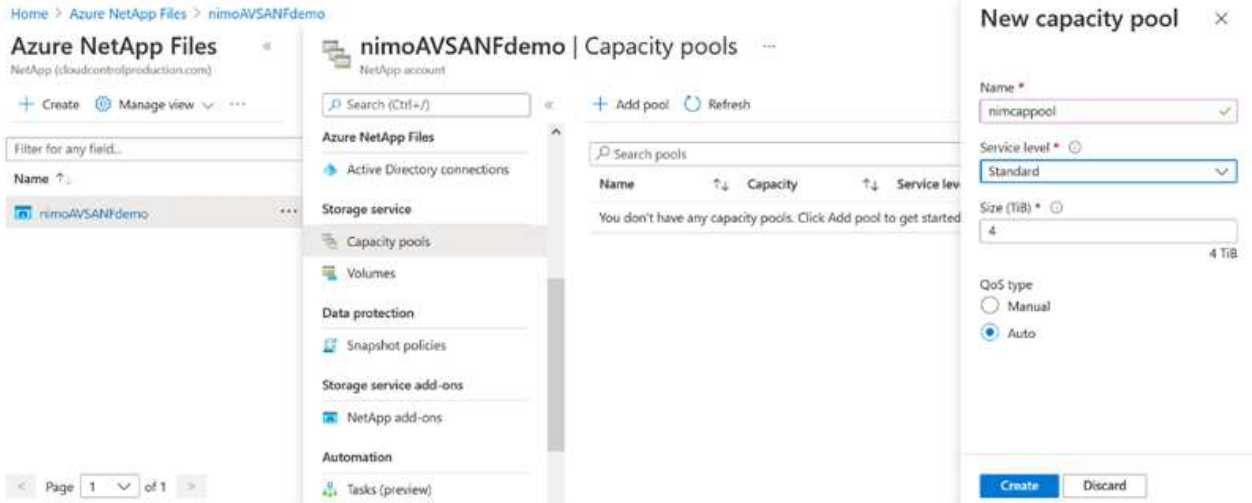 Home > Azure NetApp Files > nimoAVSANFdemo
Azure NetApp Files «
NetApp (cloudcontrolproduction.com)
+ Create Manage view ···
Filter for any field...
Name ↑↓
nimoAVSANFdemo ···
< Page 1 of 1 >
nimoAVSANFdemo | Capacity pools ···
NetApp account
Search (Ctrl+/) «
Azure NetApp Files
Active Directory connections
Storage service
Capacity pools
Volumes
Data protection
Snapshot policies
Storage service add-ons
NetApp add-ons
Automation
Tasks (preview)
+ Add pool Refresh
Search pools
Name ↑↓ Capacity ↑↓ Service lev
You don't have any capacity pools. Click Add pool to get started
New capacity pool ×
Name *
nimcappool
Service level *
Standard
Size (TiB) *
4
4 TiB
QoS type
Manual
Auto
Create Discard